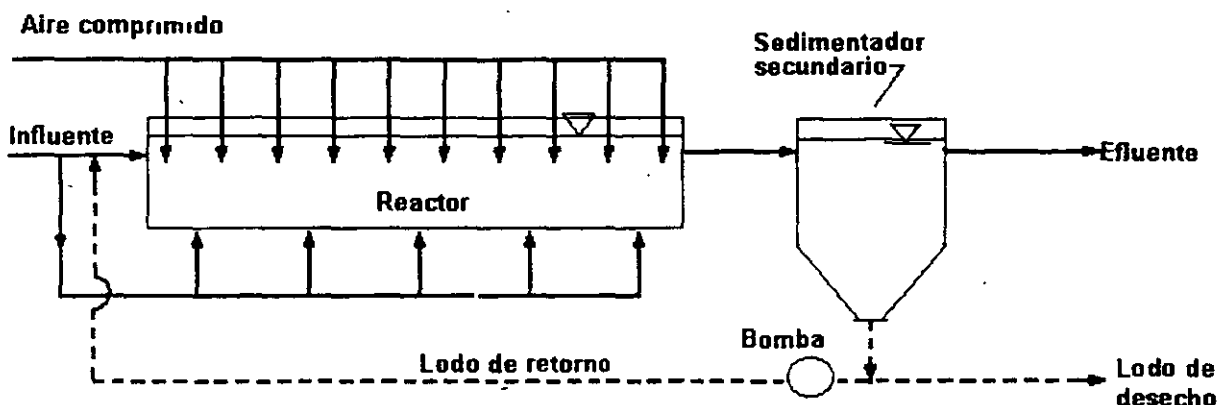 Aire comprimido
Sedimentador
secundario
Influente
Efluente
Reactor
Bomba
Lodo de retorno
Lodo de
desecho